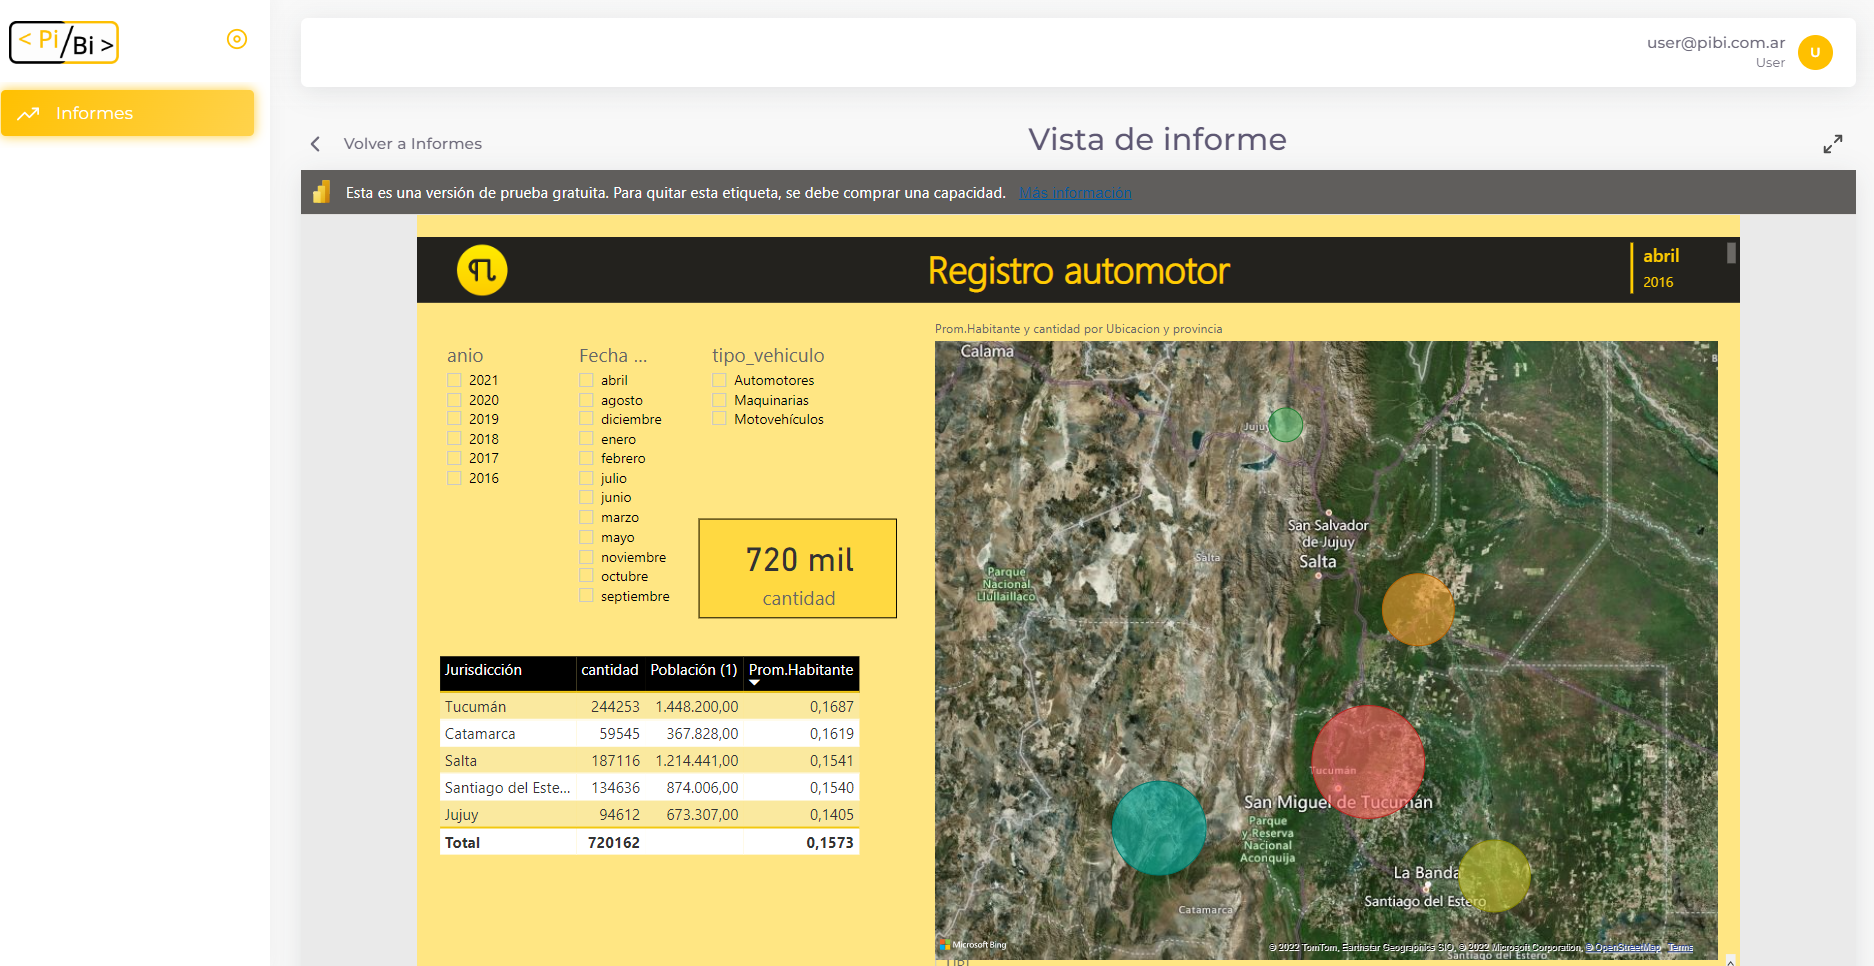 < Pi/Bi >
Informes
user@pibi.com.ar
User
U
Volver a Informes
Vista de informe
Esta es una versión de prueba gratuita. Para quitar esta etiqueta, se debe comprar una capacidad. Más información
Registro automotor
abril
2016
anio
2021
2020
2019
2018
2017
2016
Fecha ...
abril
agosto
diciembre
enero
febrero
julio
junio
marzo
mayo
noviembre
octubre
septiembre
tipo_vehiculo
Automotores
Maquinarias
Motovehículos
720 mil
cantidad
Jurisdicción cantidad Población (1) Prom.Habitante
Tucumán 244253 1.448.200,00 0,1687
Catamarca 59545 367.828,00 0,1619
Salta 187116 1.214.441,00 0,1541
Santiago del Este... 134636 874.006,00 0,1540
Jujuy 94612 673.307,00 0,1405
Total 720162 0,1573
Prom.Habitante y cantidad por Ubicacion y provincia
Calama
Jujuy
San Salvador
de Jujuy
Salta
Salta
Parque
Nacional
Llullaillaco
Tucumán
San Miguel de Tucumán
Parque
y Reserva
Nacional
Aconquija
La Banda
Santiago del Estero
Catamarca
Microsoft Bing
© 2022 TomTom, Earthstar Geographics SIO, © 2022 Microsoft Corporation, © OpenStreetMap Terms
Santiago del Estero